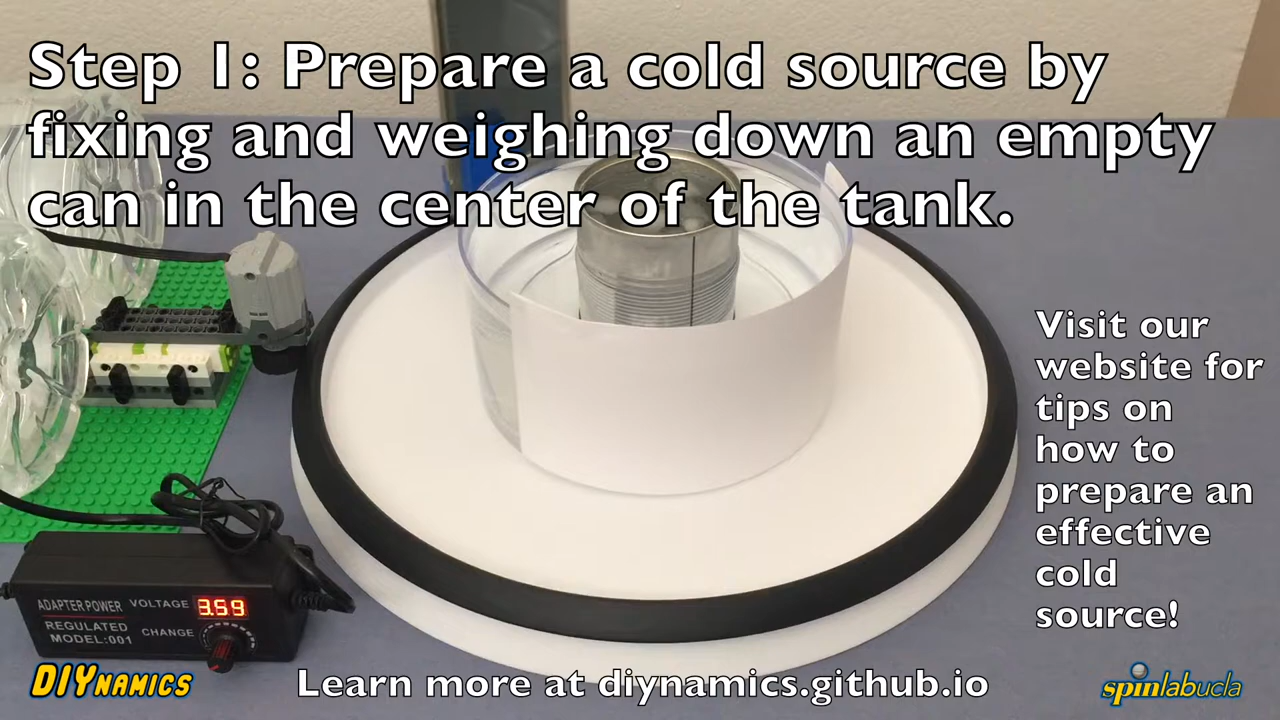 Step 1: Prepare a cold source by
fixing and weighing down an empty
can in the center of the tank.
Visit our
website for
tips on
how to
prepare an
effective
cold
source!
ADAPTER POWER VOLTAGE 3.59
REGULATED
MODEL:001 CHANGE
DIYNAMICS
Learn more at diynamics.github.io
spinlabucla